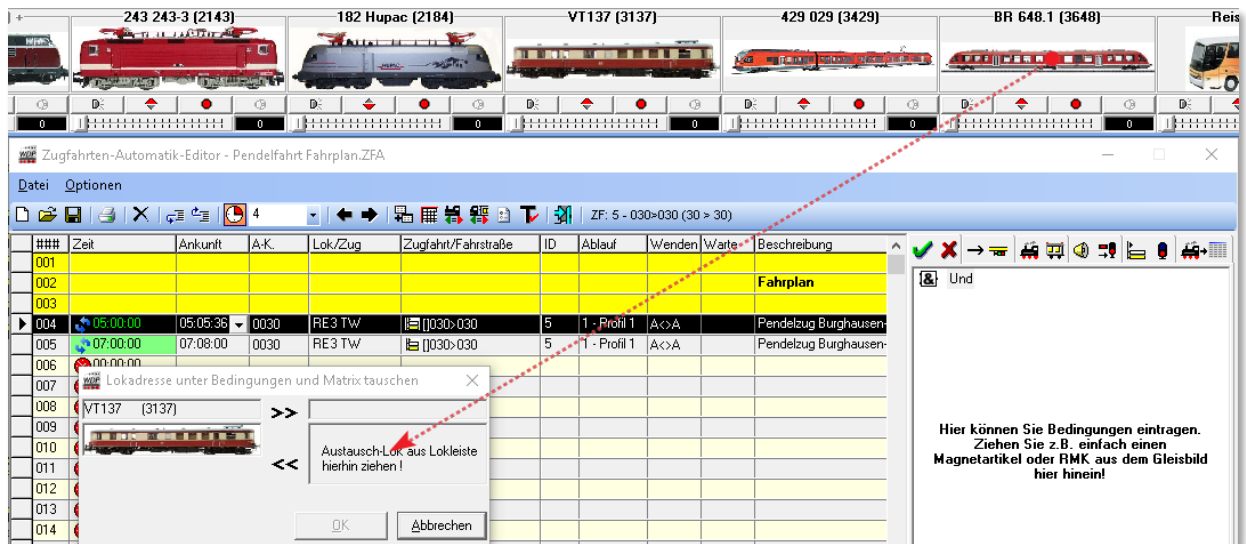 243 243-3 (2143) 182 Hupac (2184) VT137 (3137) 429 029 (3429) BR 648.1 (3648) Reis
0 0 0 0 0
Zugfahrten-Automatik-Editor - Pendelfahrt Fahrplan.ZFA
Datei Optionen
4 ZF: 5 - 030>030 (30 > 30)
### Zeit Ankunft A-K. Lok/Zug Zugfahrt/Fahrstraße ID Ablauf Wenden Warte Beschreibung
001
002 Fahrplan
003
004 05:00:00 05:05:36 0030 RE3 TW []030>030 5 1 - Profil 1 A<>A Pendelzug Burghausen-
005 07:00:00 07:08:00 0030 RE3 TW []030>030 5 1 - Profil 1 A<>A Pendelzug Burghausen-
006 00:00:00
007
008
009
010
011
012
013
014
Lokadresse unter Bedingungen und Matrix tauschen
VT137 (3137) >>
<<
Austausch-Lok aus Lokleiste
hierhin ziehen !
OK Abbrechen
& Und
Hier können Sie Bedingungen eintragen.
Ziehen Sie z.B. einfach einen
Magnetartikel oder RMK aus dem Gleisbild
hier hinein!